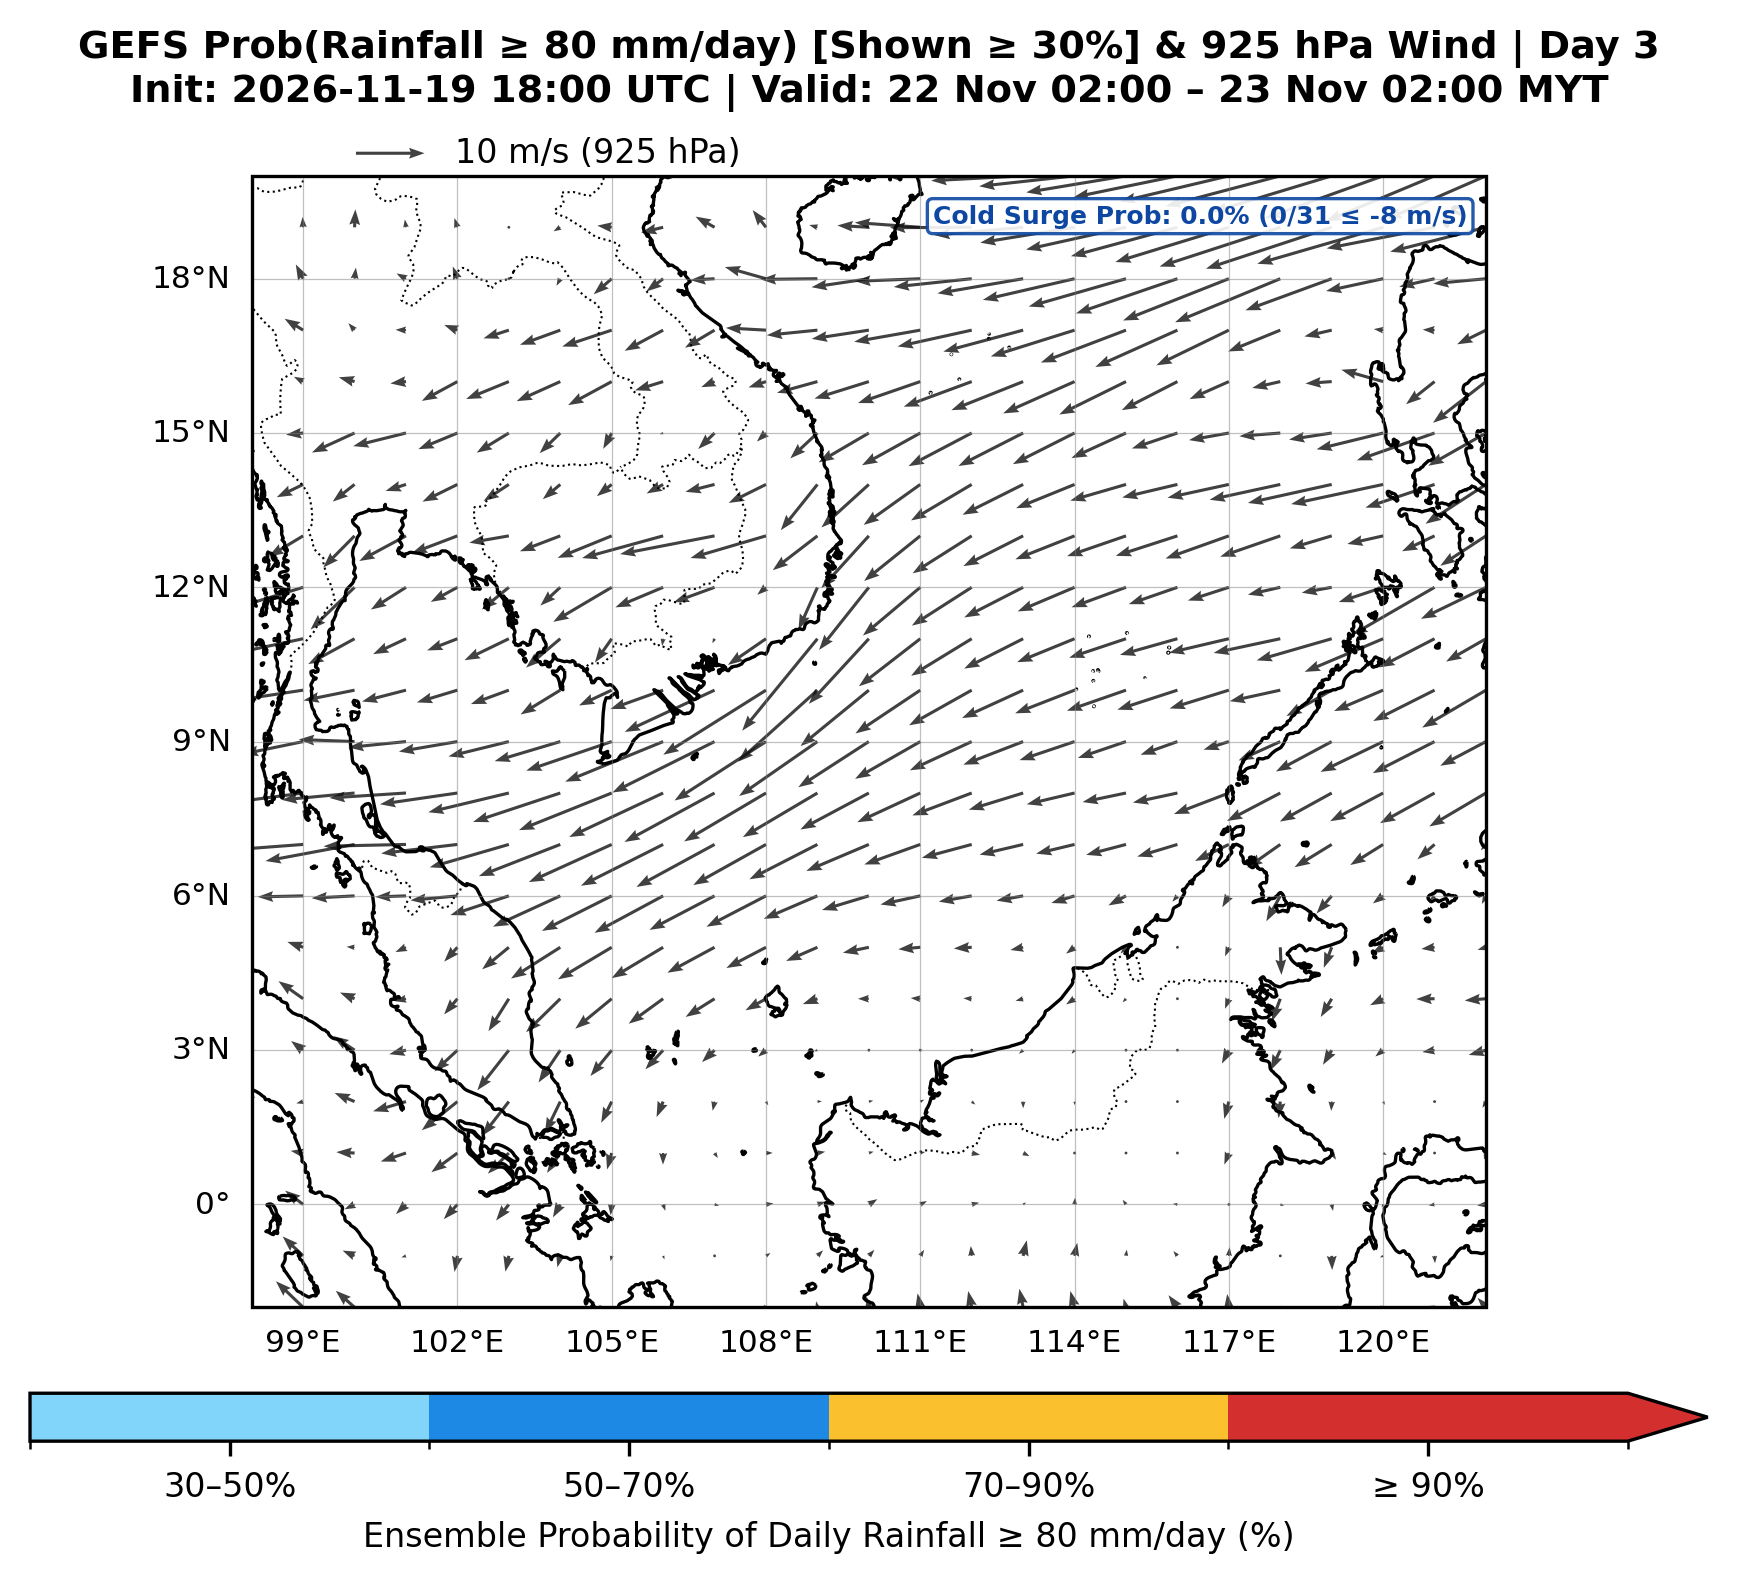 GEFS Prob(Rainfall ≥ 80 mm/day) [Shown ≥ 30%] & 925 hPa Wind | Day 3
Init: 2026-11-19 18:00 UTC | Valid: 22 Nov 02:00 – 23 Nov 02:00 MYT
10 m/s (925 hPa)
Cold Surge Prob: 0.0% (0/31 ≤ -8 m/s)
18°N
15°N
12°N
9°N
6°N
3°N
0°
99°E 102°E 105°E 108°E 111°E 114°E 117°E 120°E
30–50% 50–70% 70–90% ≥ 90%
Ensemble Probability of Daily Rainfall ≥ 80 mm/day (%)